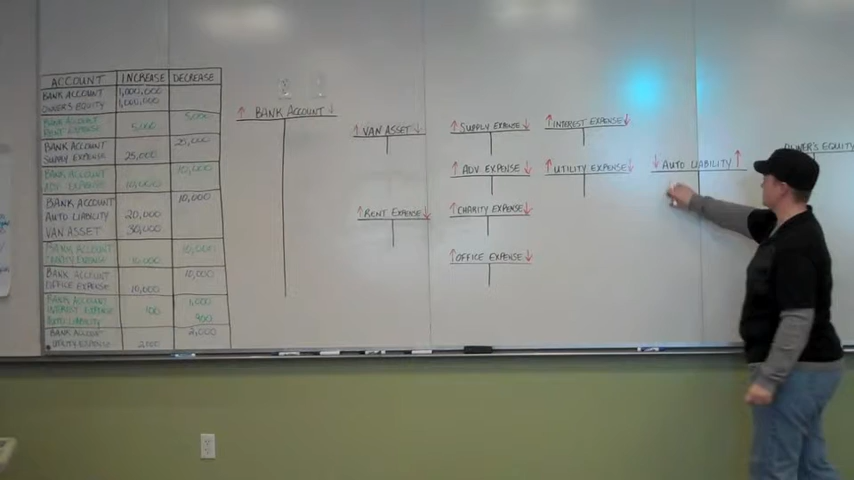 ACCOUNT INCREASE DECREASE
BANK ACCOUNT 1,000,000
OWNER'S EQUITY 1,000,000
BANK ACCOUNT 5,000
RENT EXPENSE 5,000
BANK ACCOUNT 25,000
SUPPLY EXPENSE 25,000
BANK ACCOUNT 10,000
ADV EXPENSE 10,000
BANK ACCOUNT 10,000
AUTO LIABILITY 20,000
VAN ASSET 30,000
BANK ACCOUNT 10,000
CHARITY EXPENSE 10,000
BANK ACCOUNT 10,000
OFFICE EXPENSE 10,000
BANK ACCOUNT 1,000
INTEREST EXPENSE 100
AUTO LIABILITY 900
BANK ACCOUNT 2,000
UTILITY EXPENSE 2,000
↑ BANK ACCOUNT ↓
↑ VAN ASSET ↓
↑ RENT EXPENSE ↓
↑ SUPPLY EXPENSE ↓
↑ ADV EXPENSE ↓
↑ CHARITY EXPENSE ↓
↑ OFFICE EXPENSE ↓
↑ INTEREST EXPENSE ↓
↑ UTILITY EXPENSE ↓
↓ AUTO LIABILITY ↑
OWNER'S EQUITY